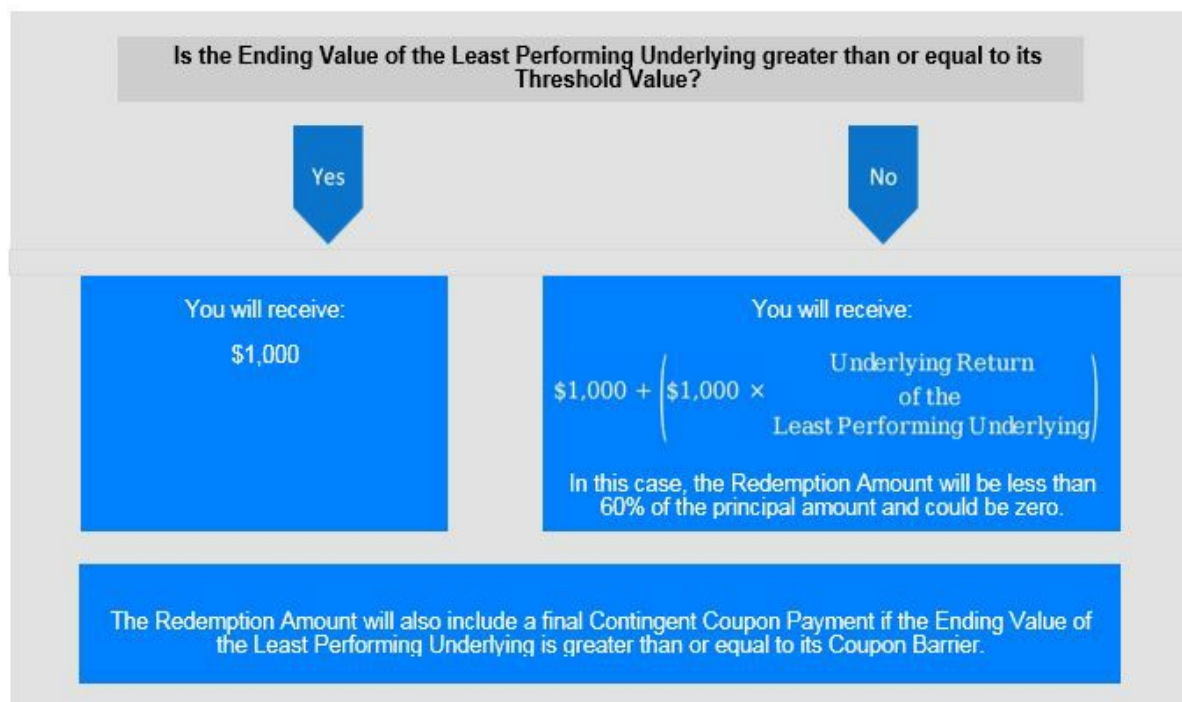 Is the Ending Value of the Least Performing Underlying greater than or equal to its
Threshold Value?
Yes
No
You will receive:
$1,000
You will receive:
$1,000 + ($1,000 × Underlying Return
of the
Least Performing Underlying)
In this case, the Redemption Amount will be less than
60% of the principal amount and could be zero.
The Redemption Amount will also include a final Contingent Coupon Payment if the Ending Value of
the Least Performing Underlying is greater than or equal to its Coupon Barrier.